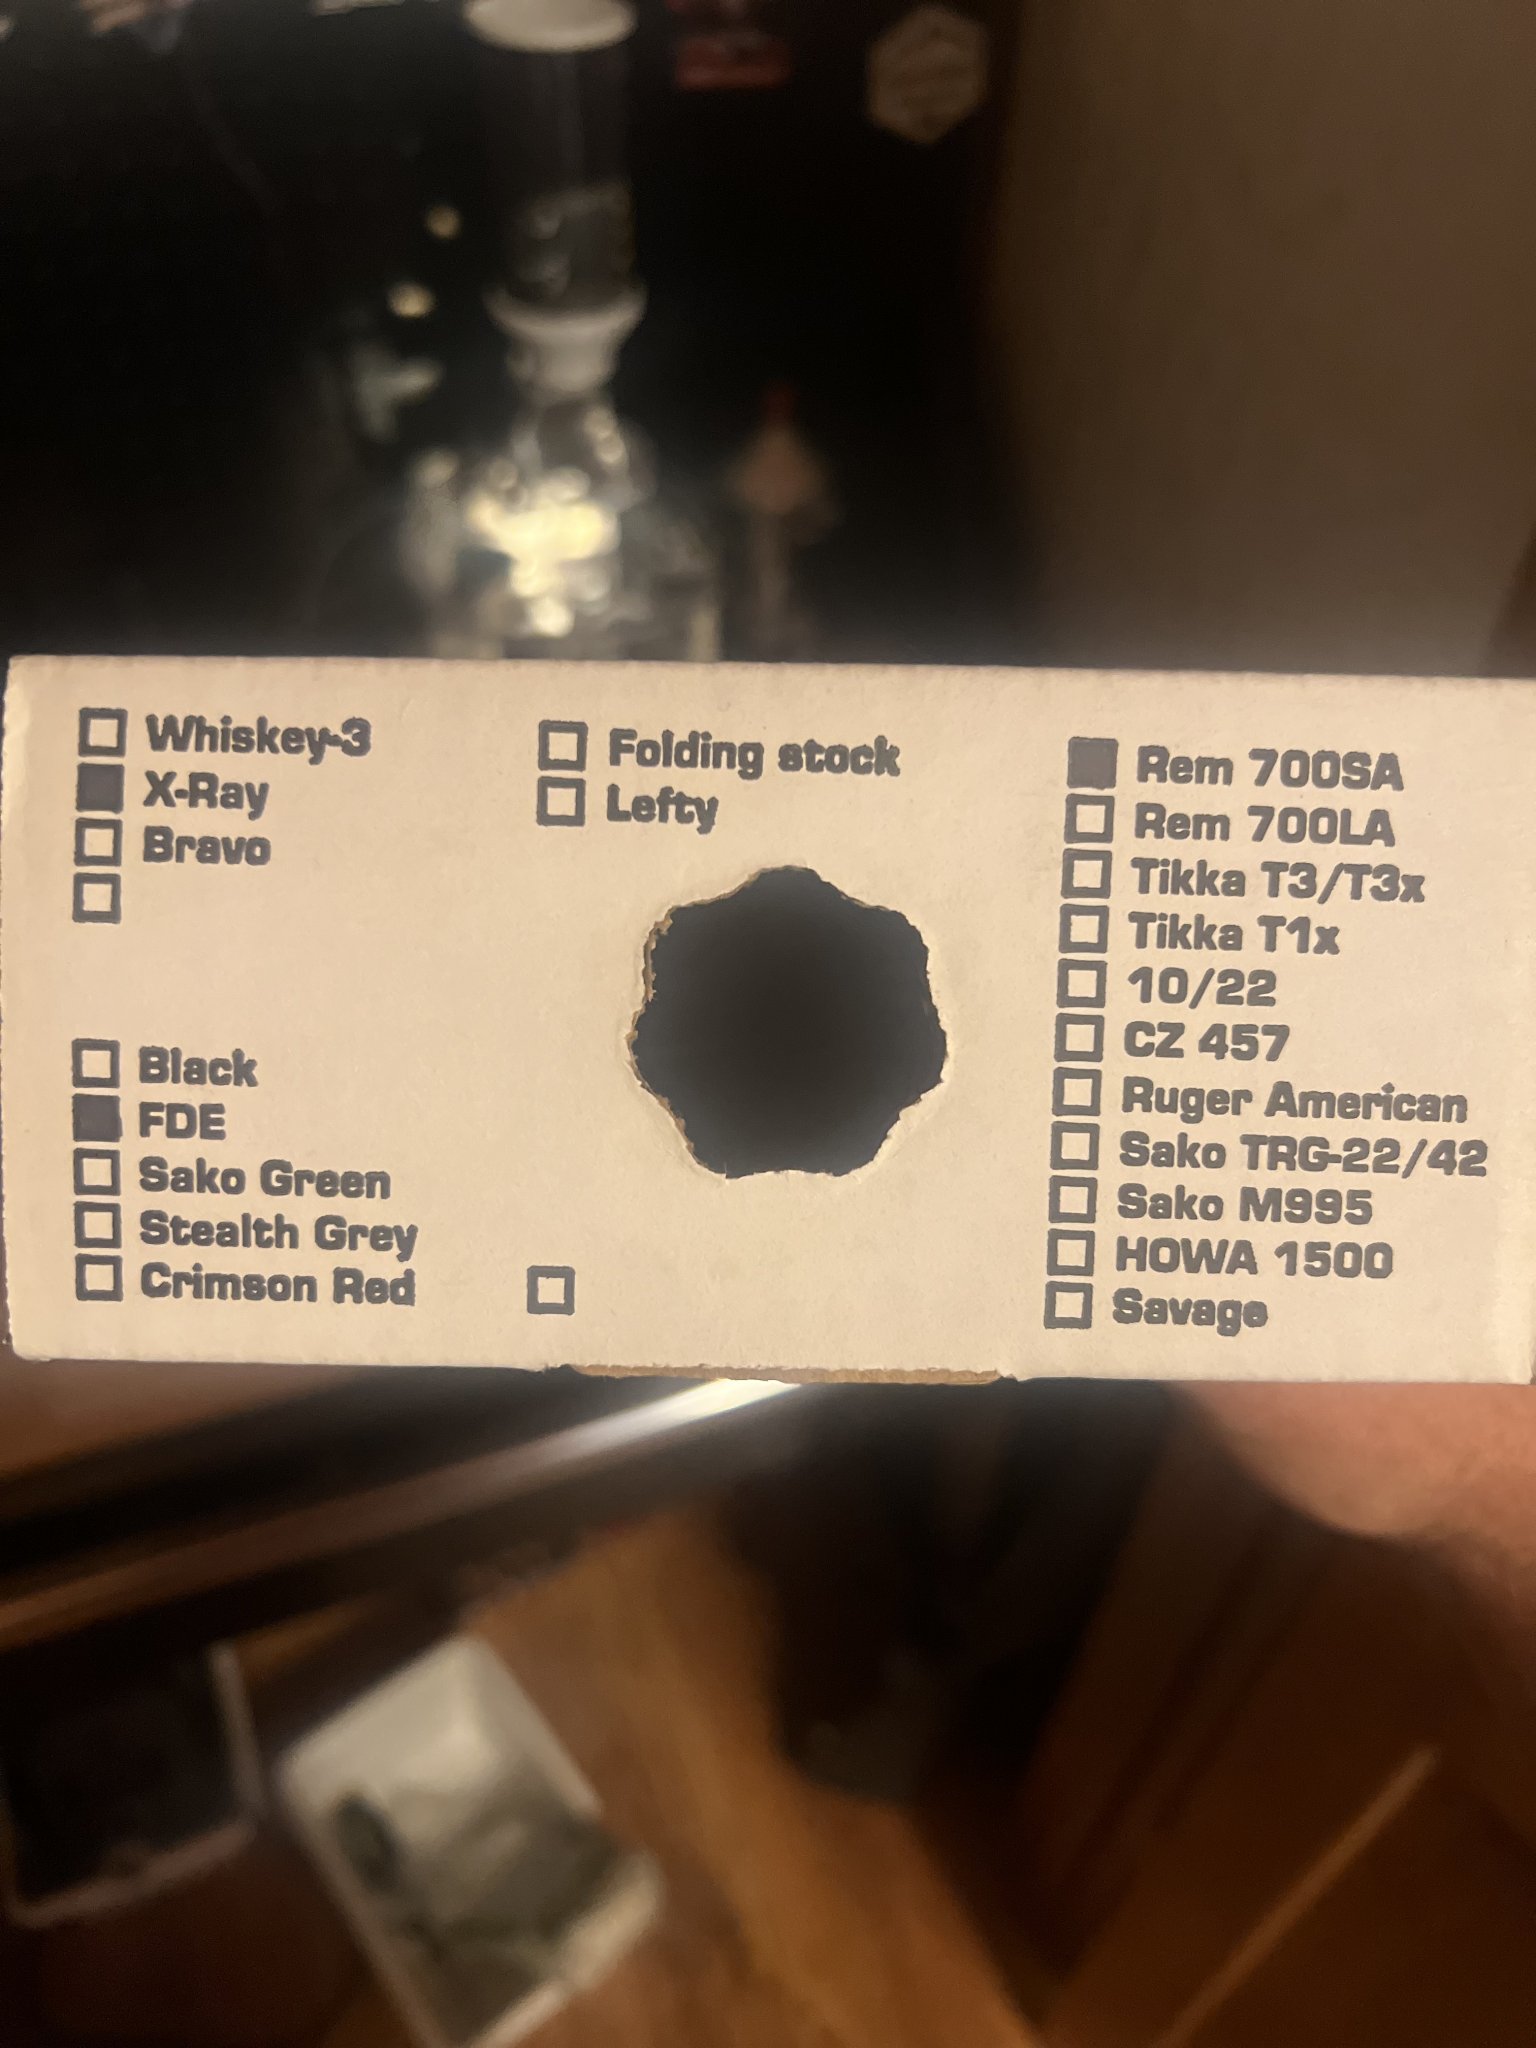 Whiskey-3
X-Ray
Bravo
Black
FDE
Sako Green
Stealth Grey
Crimson Red
Folding stock
Lefty
Rem 700SA
Rem 700LA
Tikka T3/T3x
Tikka T1x
10/22
CZ 457
Ruger American
Sako TRG-22/42
Sako M995
HOWA 1500
Savage